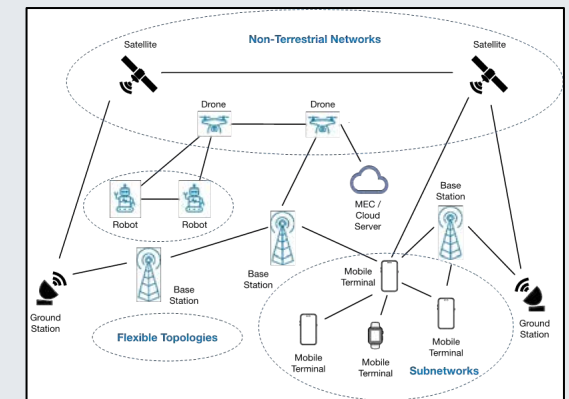 Non-Terrestrial Networks
Satellite
Satellite
Drone
Drone
MEC /
Cloud
Server
Base
Station
Robot
Robot
Base
Station
Base
Station
Mobile
Terminal
Ground
Station
Flexible Topologies
Mobile
Terminal
Mobile
Terminal
Mobile
Terminal
Subnetworks
Ground
Station